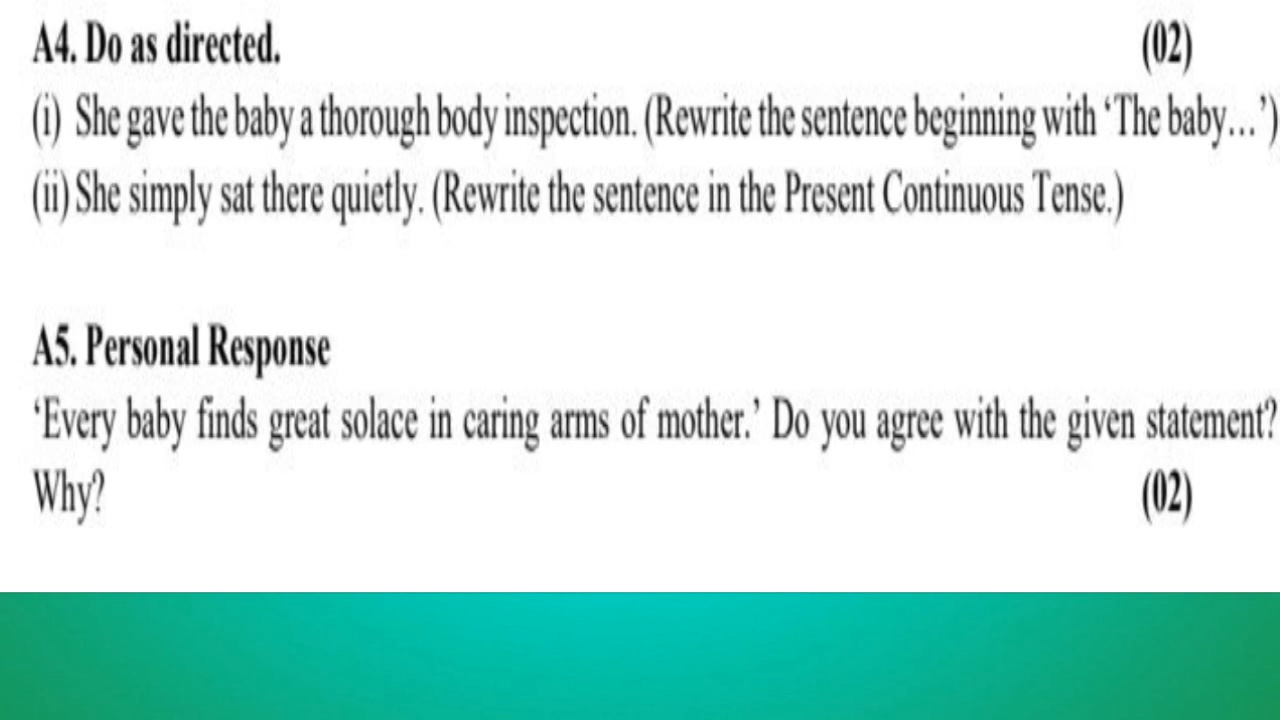 A4. Do as directed. (02)
(i) She gave the baby a thorough body inspection. (Rewrite the sentence beginning with ‘The baby…’)
(ii) She simply sat there quietly. (Rewrite the sentence in the Present Continuous Tense.)
A5. Personal Response
‘Every baby finds great solace in caring arms of mother.’ Do you agree with the given statement?
Why? (02)